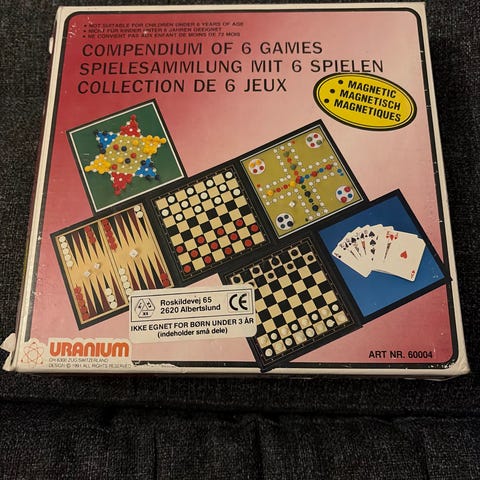 • NOT SUITABLE FOR CHILDREN UNDER 6 YEARS OF AGE
• NICHT FÜR KINDER UNTER 6 JAHREN GEEIGNET
• NE CONVIENT PAS AUX ENFANT DE MOINS DE 72 MOIS
COMPENDIUM OF 6 GAMES
SPIELESAMMLUNG MIT 6 SPIELEN
COLLECTION DE 6 JEUX
• MAGNETIC
• MAGNETISCH
• MAGNETIQUES
Roskildevej 65
2620 Albertslund
CE
IKKE EGNET FOR BØRN UNDER 3 ÅR
(indeholder små dele)
URANIUM
CH-6300 ZUG/SWITZERLAND
DESIGN © 1991 ALL RIGHTS RESERVED
ART NR. 60004